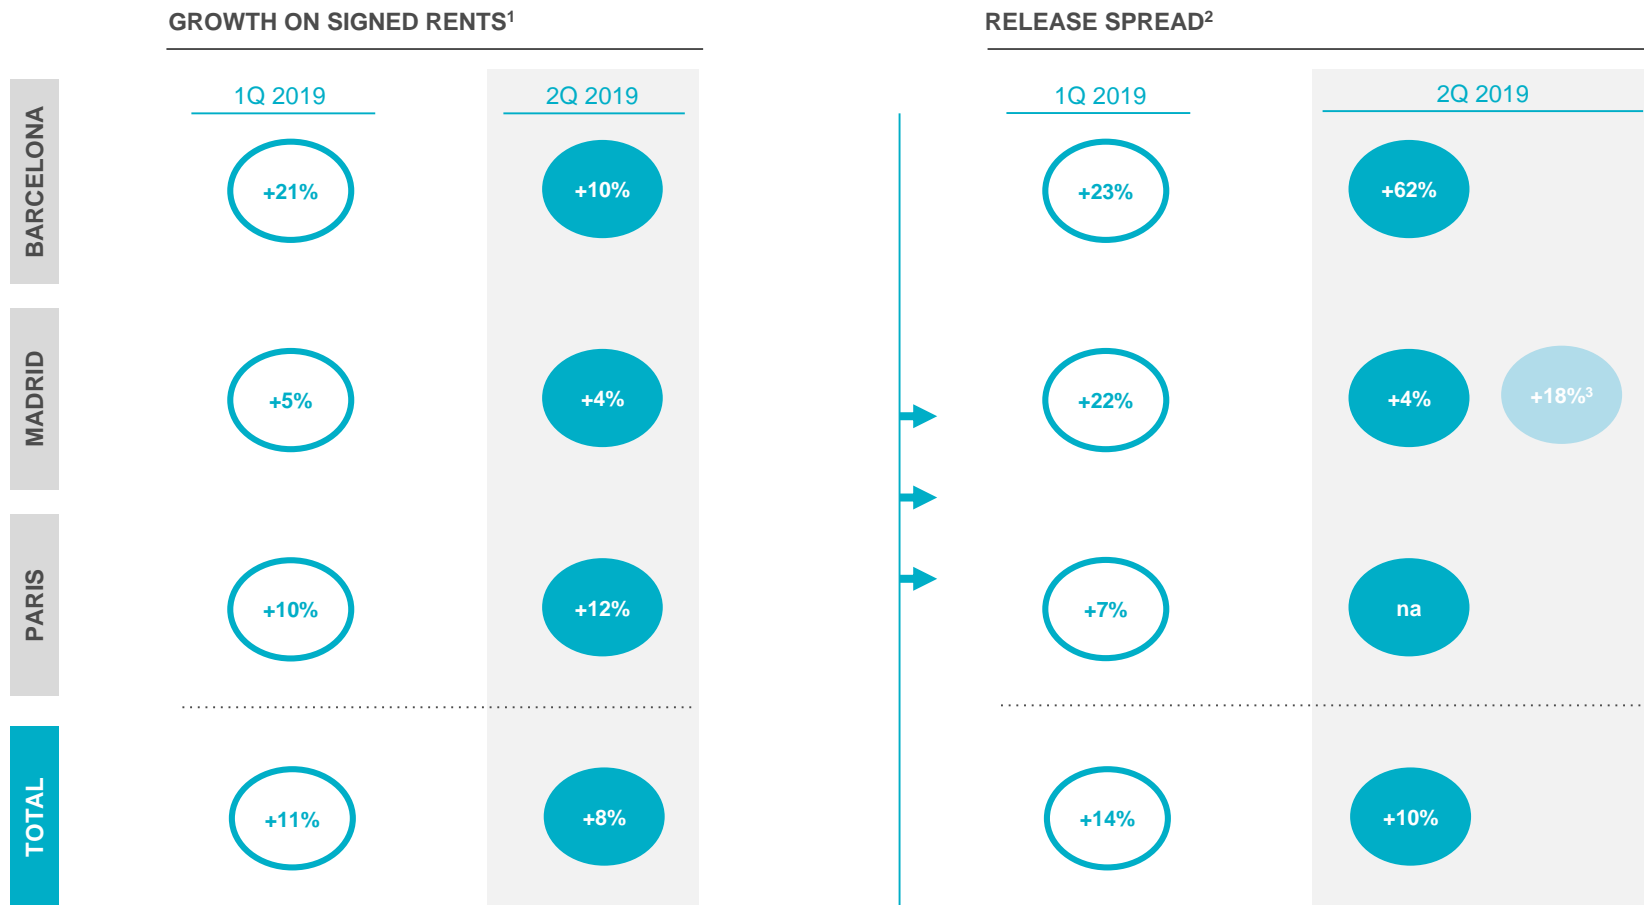 GROWTH ON SIGNED RENTS¹
RELEASE SPREAD²
1Q 2019
2Q 2019
1Q 2019
2Q 2019
BARCELONA
+21%
+10%
+23%
+62%
MADRID
+5%
+4%
+22%
+4%
+18%³
PARIS
+10%
+12%
+7%
na
TOTAL
+11%
+8%
+14%
+10%